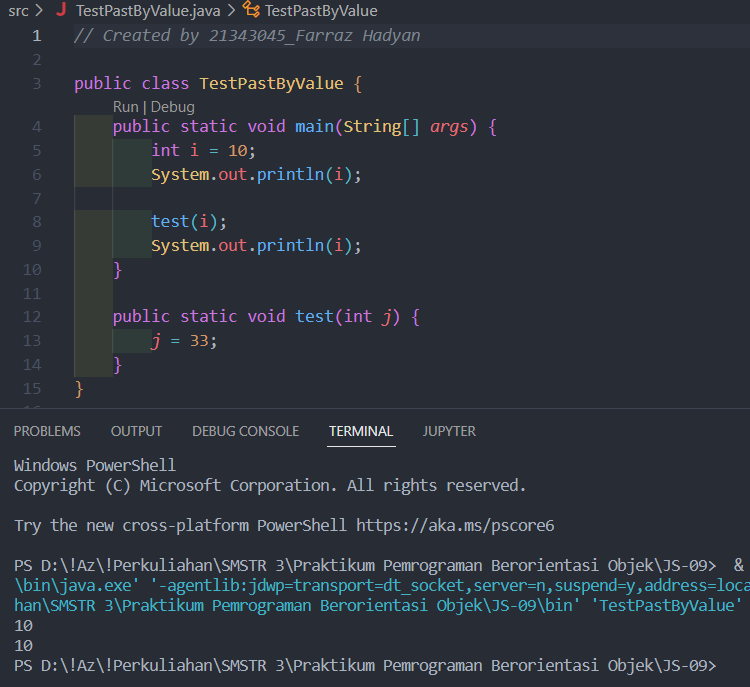 src > TestPastByValue.java > TestPastByValue
1 // Created by 21343045_Farraz Hadyan
2
3 public class TestPastByValue {
Run | Debug
4 public static void main(String[] args) {
5 int i = 10;
6 System.out.println(i);
7
8 test(i);
9 System.out.println(i);
10 }
11
12 public static void test(int j) {
13 j = 33;
14 }
15 }
PROBLEMS OUTPUT DEBUG CONSOLE TERMINAL JUPYTER
Windows PowerShell
Copyright (C) Microsoft Corporation. All rights reserved.
Try the new cross-platform PowerShell https://aka.ms/pscore6
PS D:\!Az\!Perkuliahan\SMSTR 3\Praktikum Pemrograman Berorientasi Objek\JS-09> &
\bin\java.exe' '-agentlib:jdwp=transport=dt_socket,server=n,suspend=y,address=loca
han\SMSTR 3\Praktikum Pemrograman Berorientasi Objek\JS-09\bin' 'TestPastByValue'
10
10
PS D:\!Az\!Perkuliahan\SMSTR 3\Praktikum Pemrograman Berorientasi Objek\JS-09>